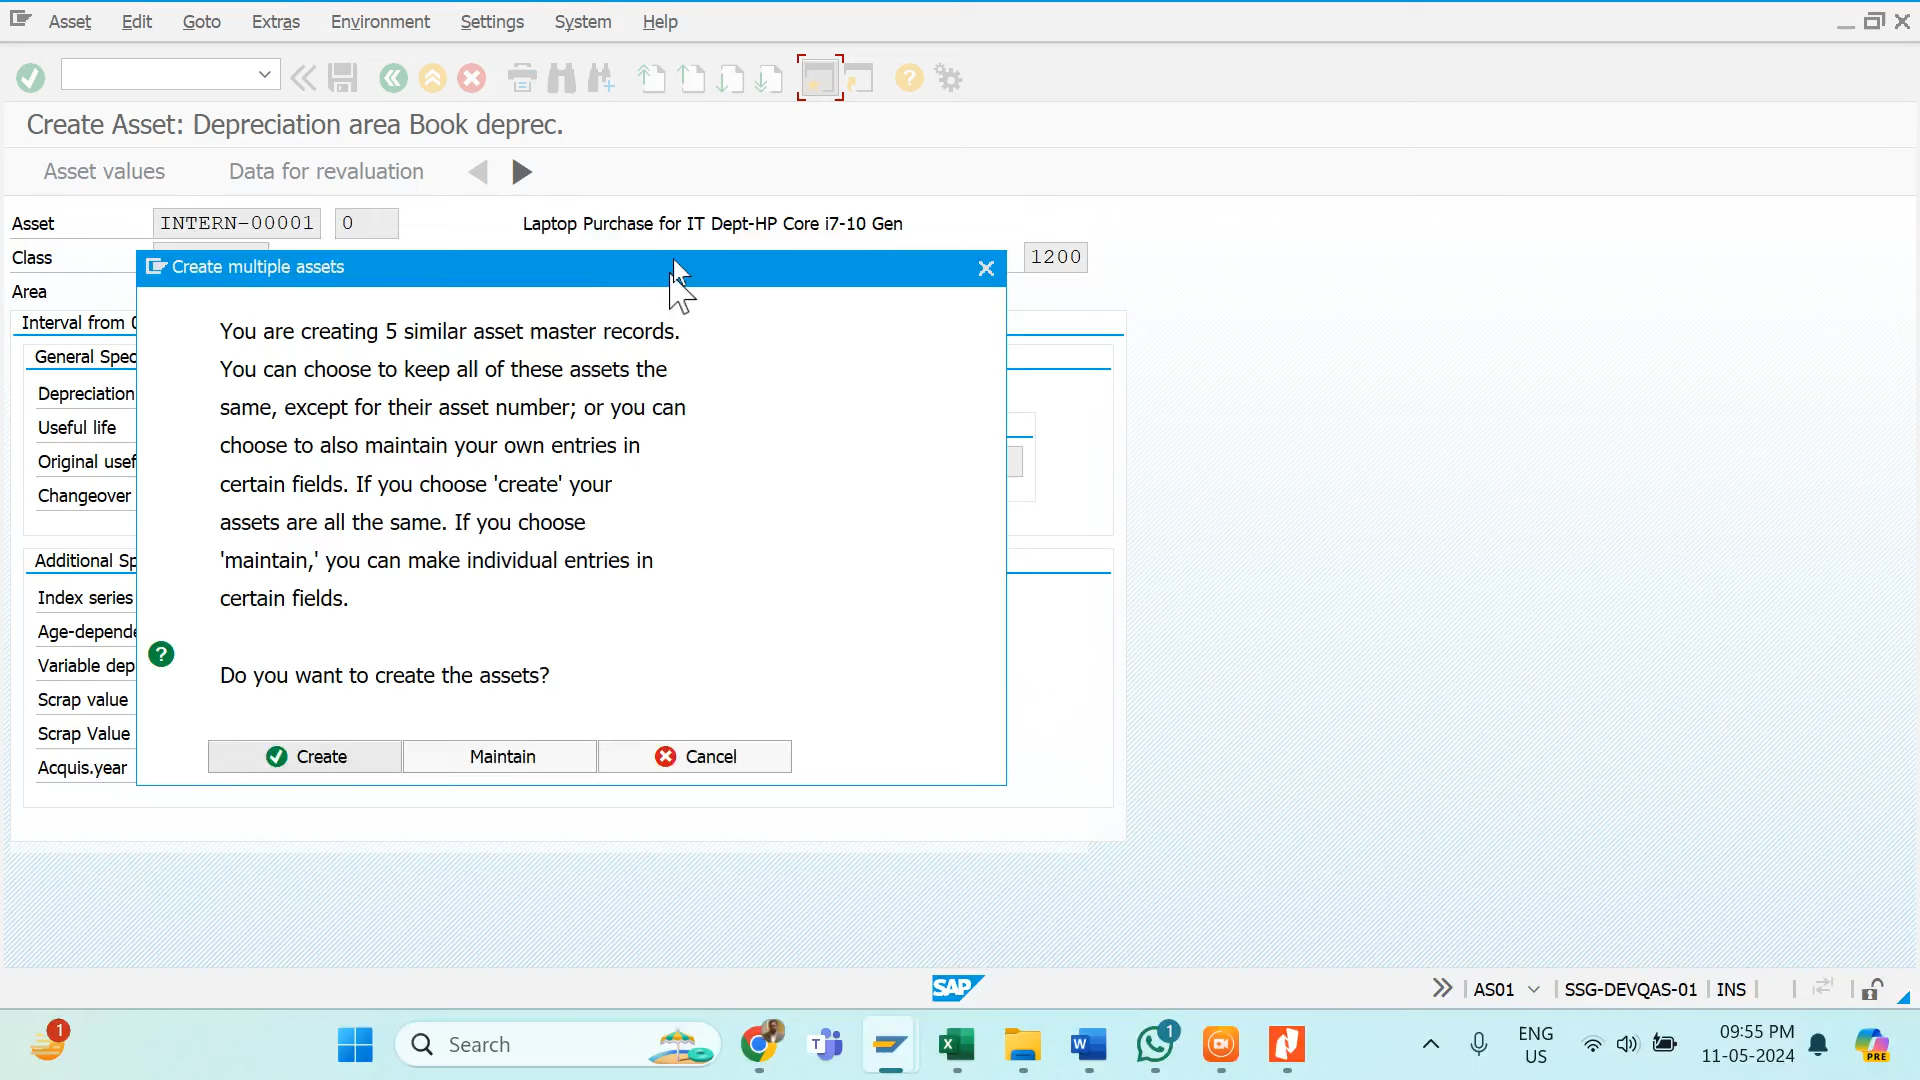 Asset Edit Goto Extras Environment Settings System Help
Create Asset: Depreciation area Book deprec.
Asset values Data for revaluation
Asset INTERN-00001 0 Laptop Purchase for IT Dept-HP Core i7-10 Gen
Class 1200
Area
Create multiple assets
Interval from
General Spec
Depreciation
Useful life
Original usef
Changeover
Additional Sp
Index series
Age-depende
Variable dep
Scrap value
Scrap Value
Acquis.year
You are creating 5 similar asset master records.
You can choose to keep all of these assets the
same, except for their asset number; or you can
choose to also maintain your own entries in
certain fields. If you choose 'create' your
assets are all the same. If you choose
'maintain,' you can make individual entries in
certain fields.
Do you want to create the assets?
Create Maintain Cancel
SAP AS01 SSG-DEVQAS-01 INS
1 Search 1 ENG 09:55 PM
US 11-05-2024 PRE